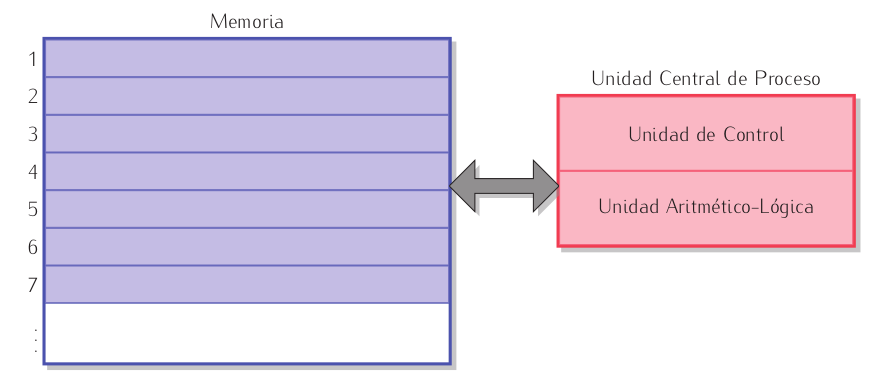 Memoria
1
2
3
4
5
6
7
⋮
Unidad Central de Proceso
Unidad de Control
Unidad Aritmético-Lógica